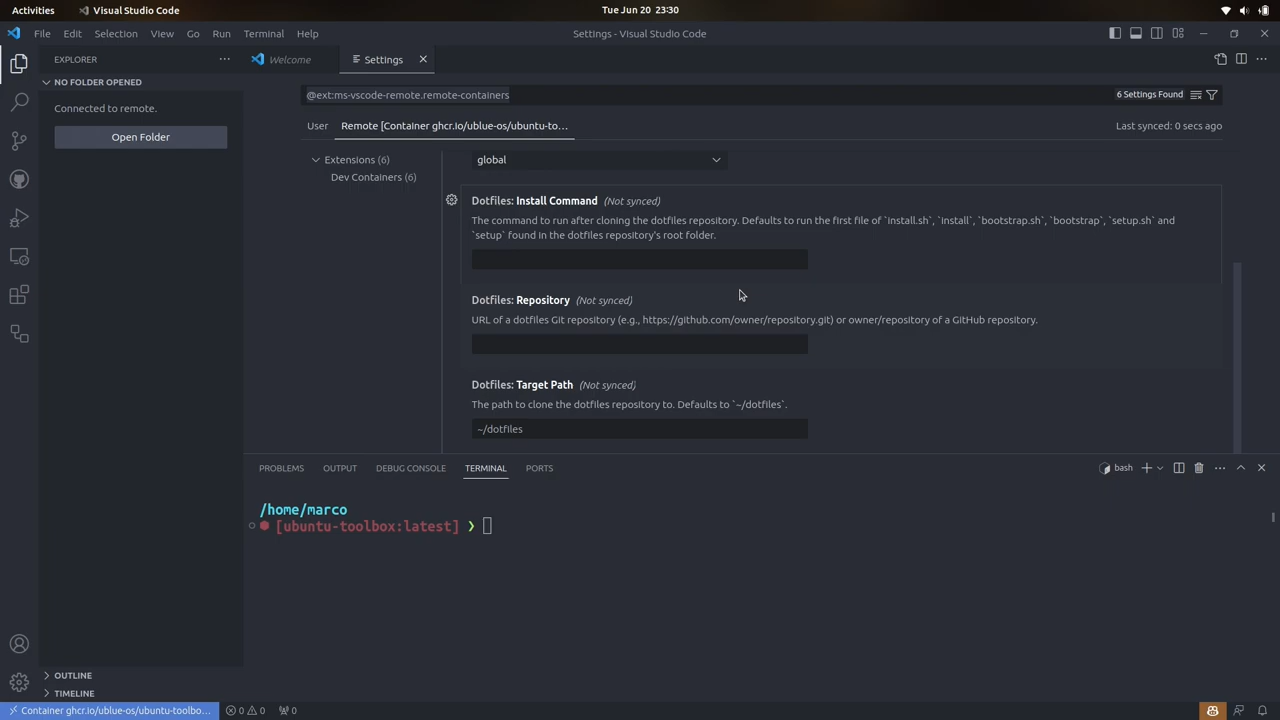 Activities
Visual Studio Code
Tue Jun 20 23:30
File Edit Selection View Go Run Terminal Help
Settings - Visual Studio Code
EXPLORER
Welcome
Settings
NO FOLDER OPENED
Connected to remote.
Open Folder
@ext:ms-vscode-remote.remote-containers
6 Settings Found
User
Remote [Container ghcr.io/ublue-os/ubuntu-to...
Last synced: 0 secs ago
Extensions (6)
Dev Containers (6)
global
Dotfiles: Install Command (Not synced)
The command to run after cloning the dotfiles repository. Defaults to run the first file of `install.sh`, `install`, `bootstrap.sh`, `bootstrap`, `setup.sh` and
`setup` found in the dotfiles repository's root folder.
Dotfiles: Repository (Not synced)
URL of a dotfiles Git repository (e.g., https://github.com/owner/repository.git) or owner/repository of a GitHub repository.
Dotfiles: Target Path (Not synced)
The path to clone the dotfiles repository to. Defaults to `~/dotfiles`.
~/dotfiles
PROBLEMS OUTPUT DEBUG CONSOLE TERMINAL PORTS
bash
/home/marco
[ubuntu-toolbox:latest] ❯
OUTLINE
TIMELINE
Container ghcr.io/ublue-os/ubuntu-toolbo...
0 0
0